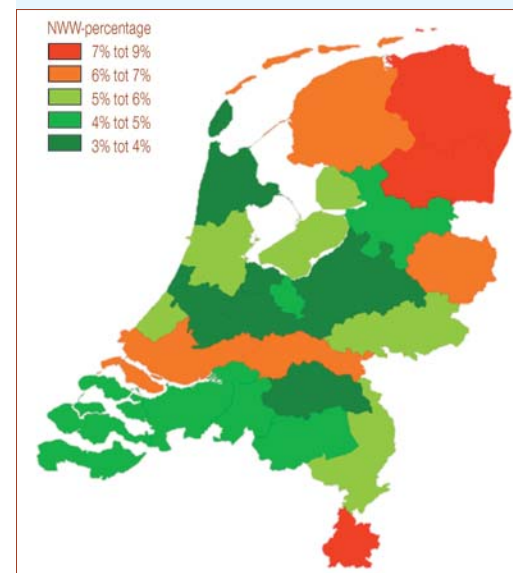 NWW-percentage
7% tot 9%
6% tot 7%
5% tot 6%
4% tot 5%
3% tot 4%